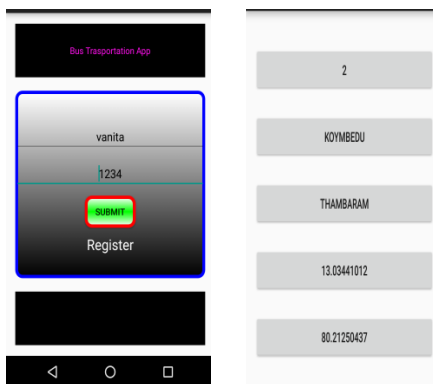 Bus Trasportation App
vanita
1234
SUBMIT
Register
2
KOYMBEDU
THAMBARAM
13.03441012
80.21250437